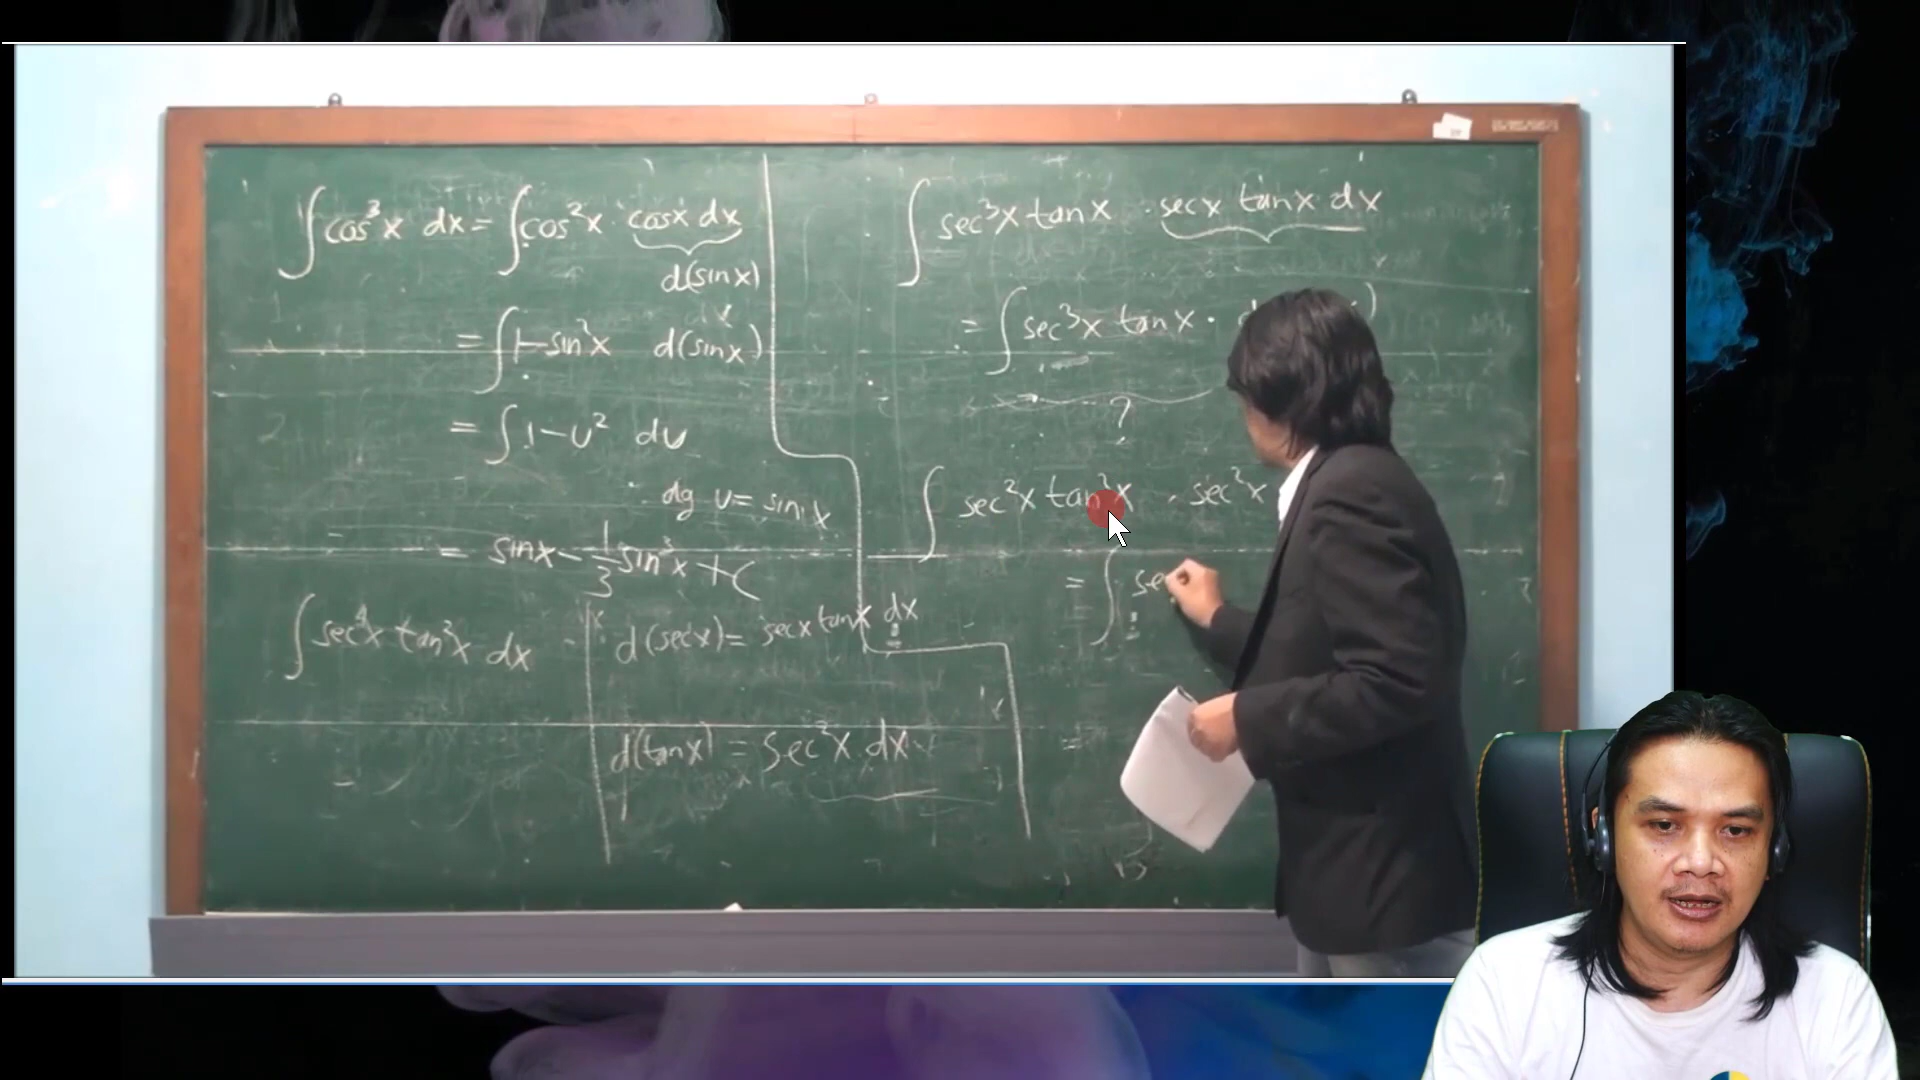 ∫cos³x dx = ∫cos²x · cosx dx
d(sinx)
= ∫1-sin²x d(sinx)
= ∫1-u² du
dg u = sin x
= sinx - 1/3 sin³x + C
∫sec⁴x tan²x dx
d(secx) = secx tanx dx
d(tanx) = sec²x dx
∫sec³x tanx · secx tanx dx
= ∫sec³x tanx ·
?
∫sec²x tan²x · sec²x
= ∫se